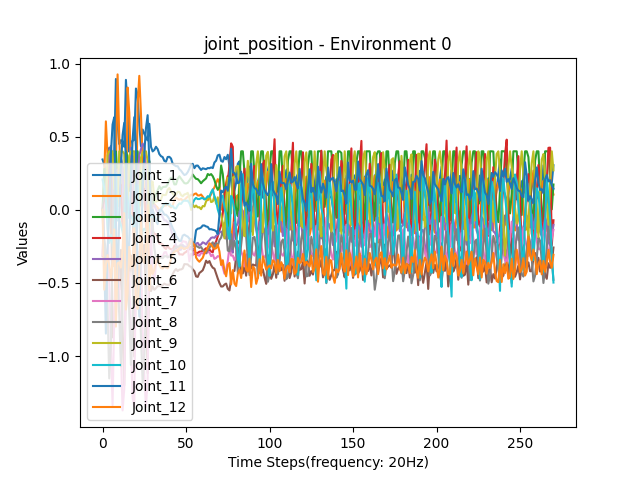 joint_position - Environment 0
1.0
0.5
0.0
−0.5
−1.0
Values
Joint_1
Joint_2
Joint_3
Joint_4
Joint_5
Joint_6
Joint_7
Joint_8
Joint_9
Joint_10
Joint_11
Joint_12
0 50 100 150 200 250
Time Steps(frequency: 20Hz)